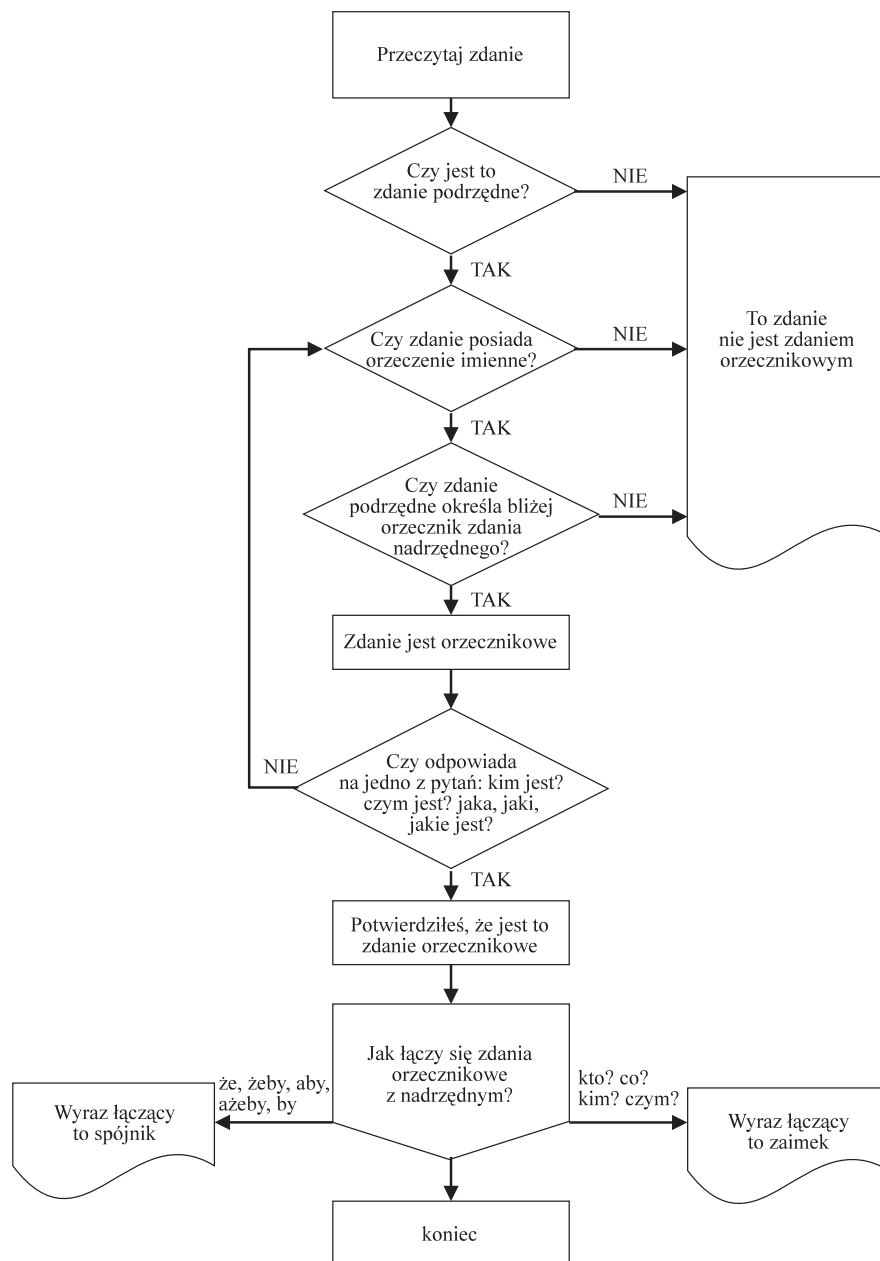 Przeczytaj zdanie
Czy jest to
zdanie podrzędne?
NIE
TAK
Czy zdanie posiada
orzeczenie imienne?
NIE
To zdanie
nie jest zdaniem
orzecznikowym
TAK
Czy zdanie
podrzędne określa bliżej
orzecznik zdania
nadrzędnego?
NIE
TAK
Zdanie jest orzecznikowe
Czy odpowiada
na jedno z pytań: kim jest?
czym jest? jaka, jaki,
jakie jest?
NIE
TAK
Potwierdziłeś, że jest to
zdanie orzecznikowe
Jak łączy się zdania
orzecznikowe
z nadrzędnym?
że, żeby, aby,
ażeby, by
Wyraz łączący
to spójnik
kto? co?
kim? czym?
Wyraz łączący
to zaimek
koniec